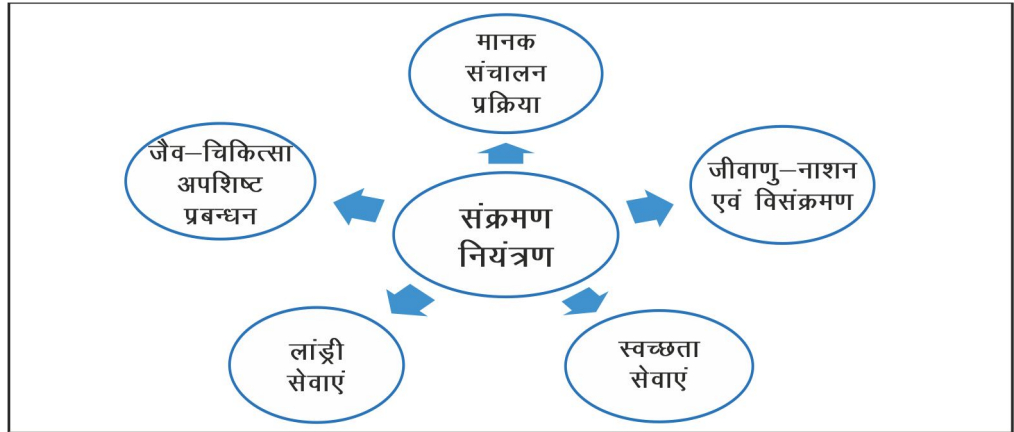 मानक
संचालन
प्रक्रिया
जैव–चिकित्सा
अपशिष्ट
प्रबन्धन
जीवाणु–नाशन
एवं विसंक्रमण
संक्रमण
नियंत्रण
लांड्री
सेवाएं
स्वच्छता
सेवाएं